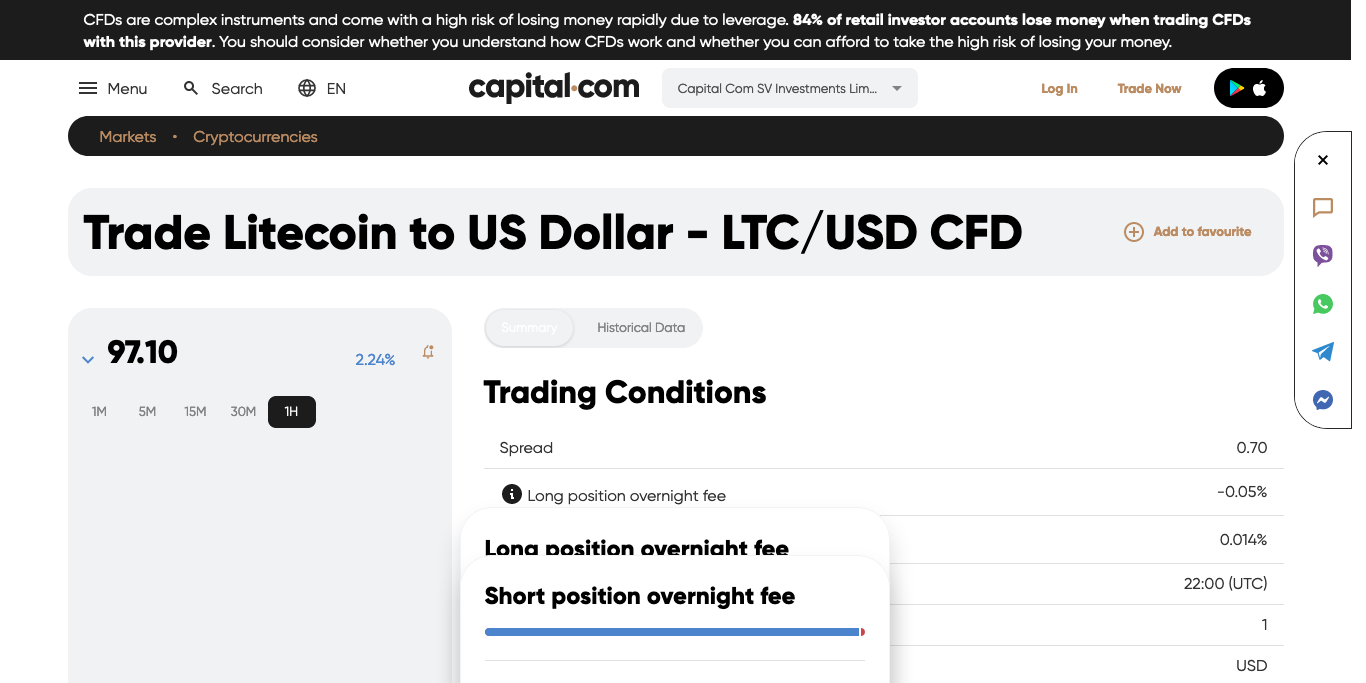 CFDs are complex instruments and come with a high risk of losing money rapidly due to leverage. 84% of retail investor accounts lose money when trading CFDs
with this provider. You should consider whether you understand how CFDs work and whether you can afford to take the high risk of losing your money.
Menu Search EN capital.com Capital Com SV Investments Lim... Log In Trade Now
Markets • Cryptocurrencies
Trade Litecoin to US Dollar - LTC/USD CFD Add to favourite
97.10 2.24%
1M 5M 15M 30M 1H
Summary Historical Data
Trading Conditions
Spread 0.70
Long position overnight fee -0.05%
Long position overnight fee
0.014%
Short position overnight fee
22:00 (UTC)
1
USD